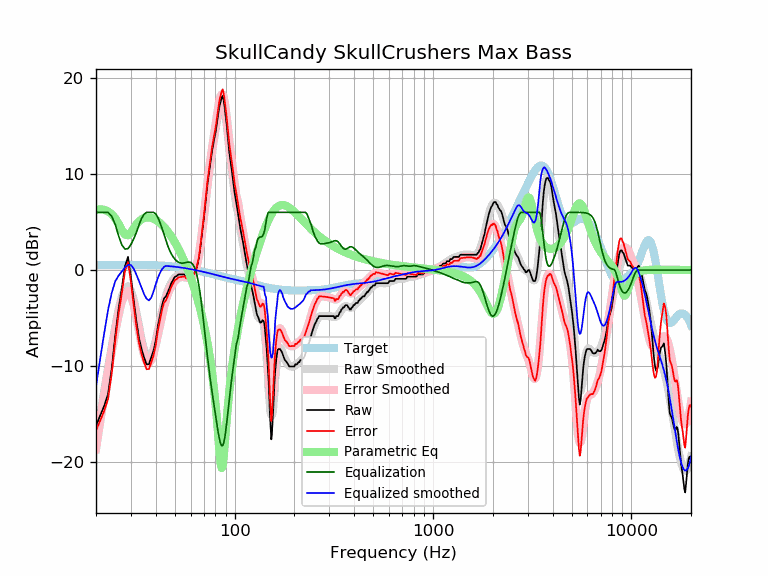 SkullCandy SkullCrushers Max Bass
20
10
0
−10
−20
Amplitude (dBr)
Target
Raw Smoothed
Error Smoothed
Raw
Error
Parametric Eq
Equalization
Equalized smoothed
100
1000
10000
Frequency (Hz)